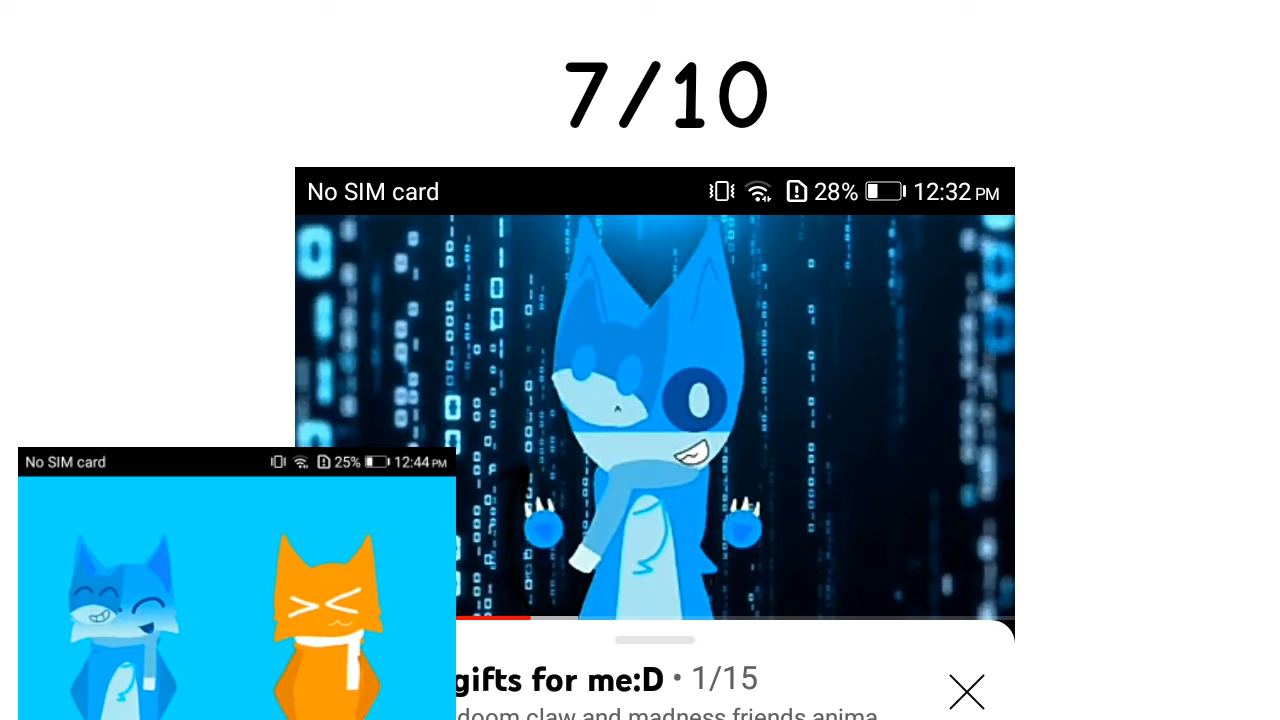 7/10
No SIM card 28% 12:32 PM
No SIM card 25% 12:44 PM
gifts for me:D • 1/15
doom claw and madness friends anima